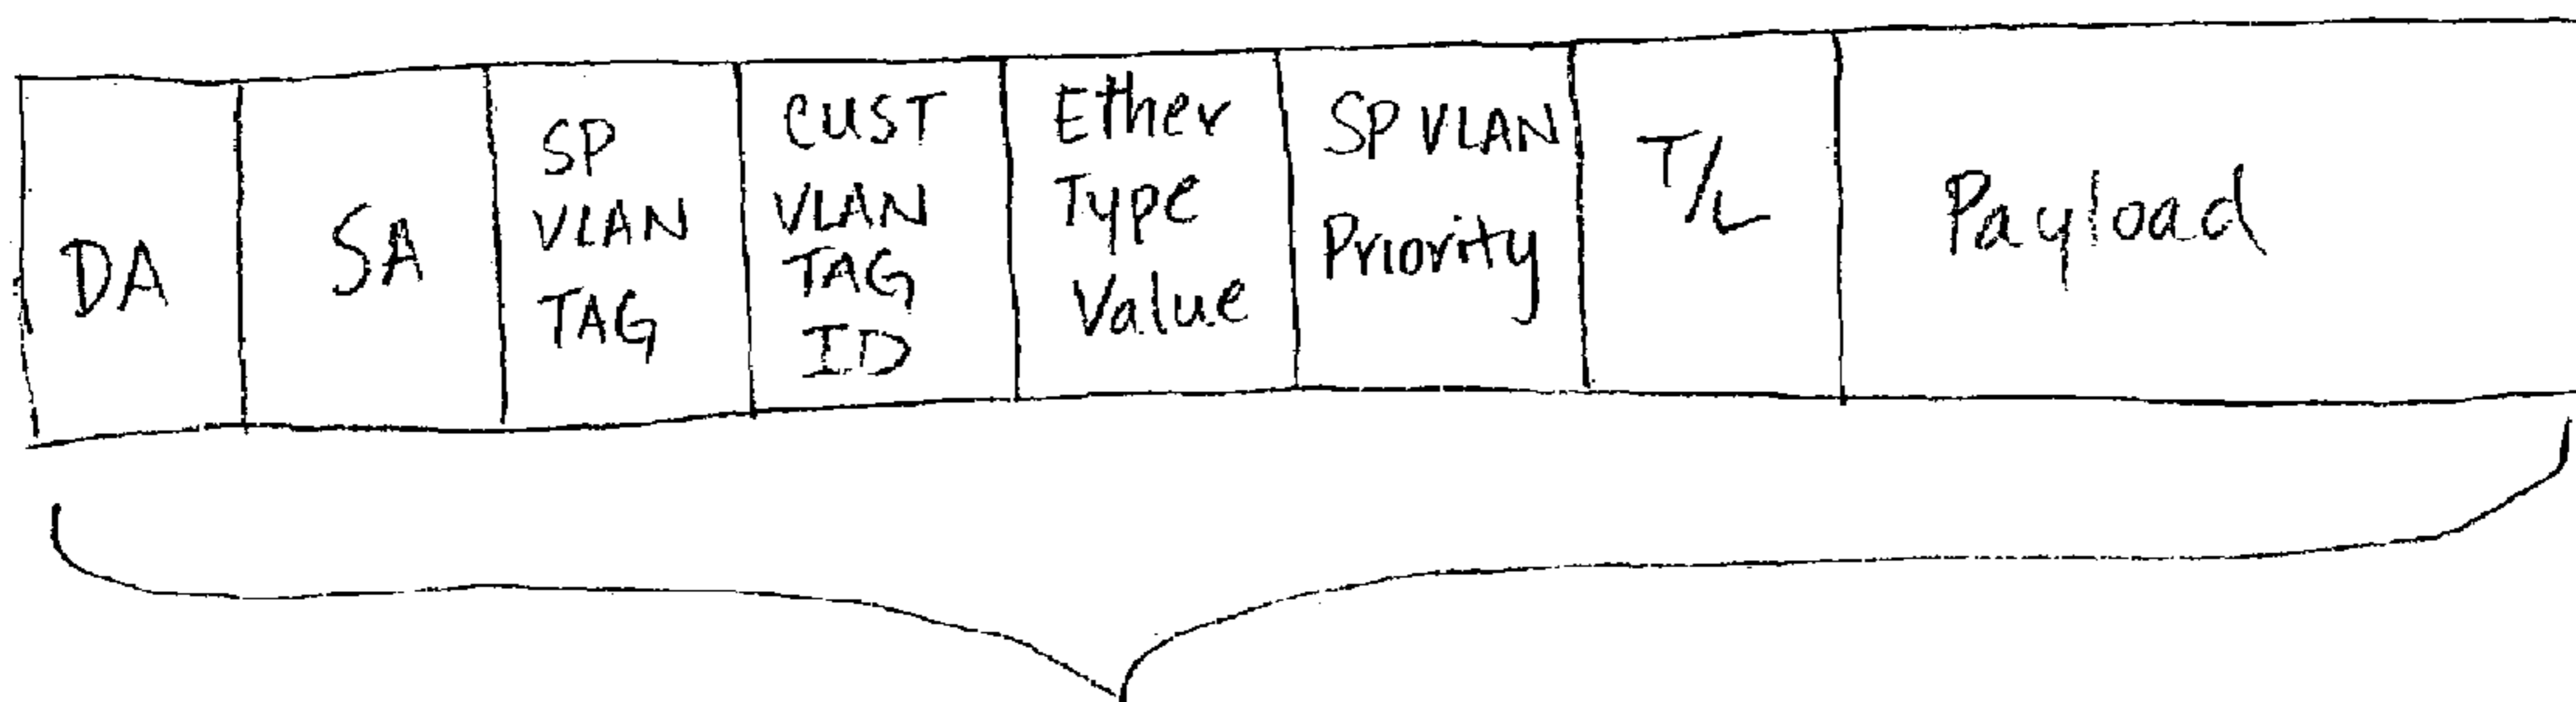 DA
SA
SP
VLAN
TAG
CUST
VLAN
TAG
ID
Ether
Type
Value
SP VLAN
Priority
T/L
Payload